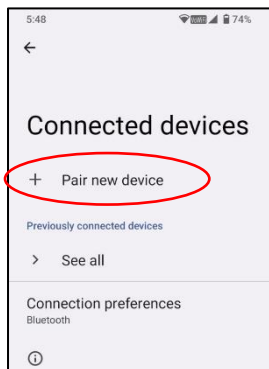 5:48
74%
Connected devices
+ Pair new device
Previously connected devices
> See all
Connection preferences
Bluetooth